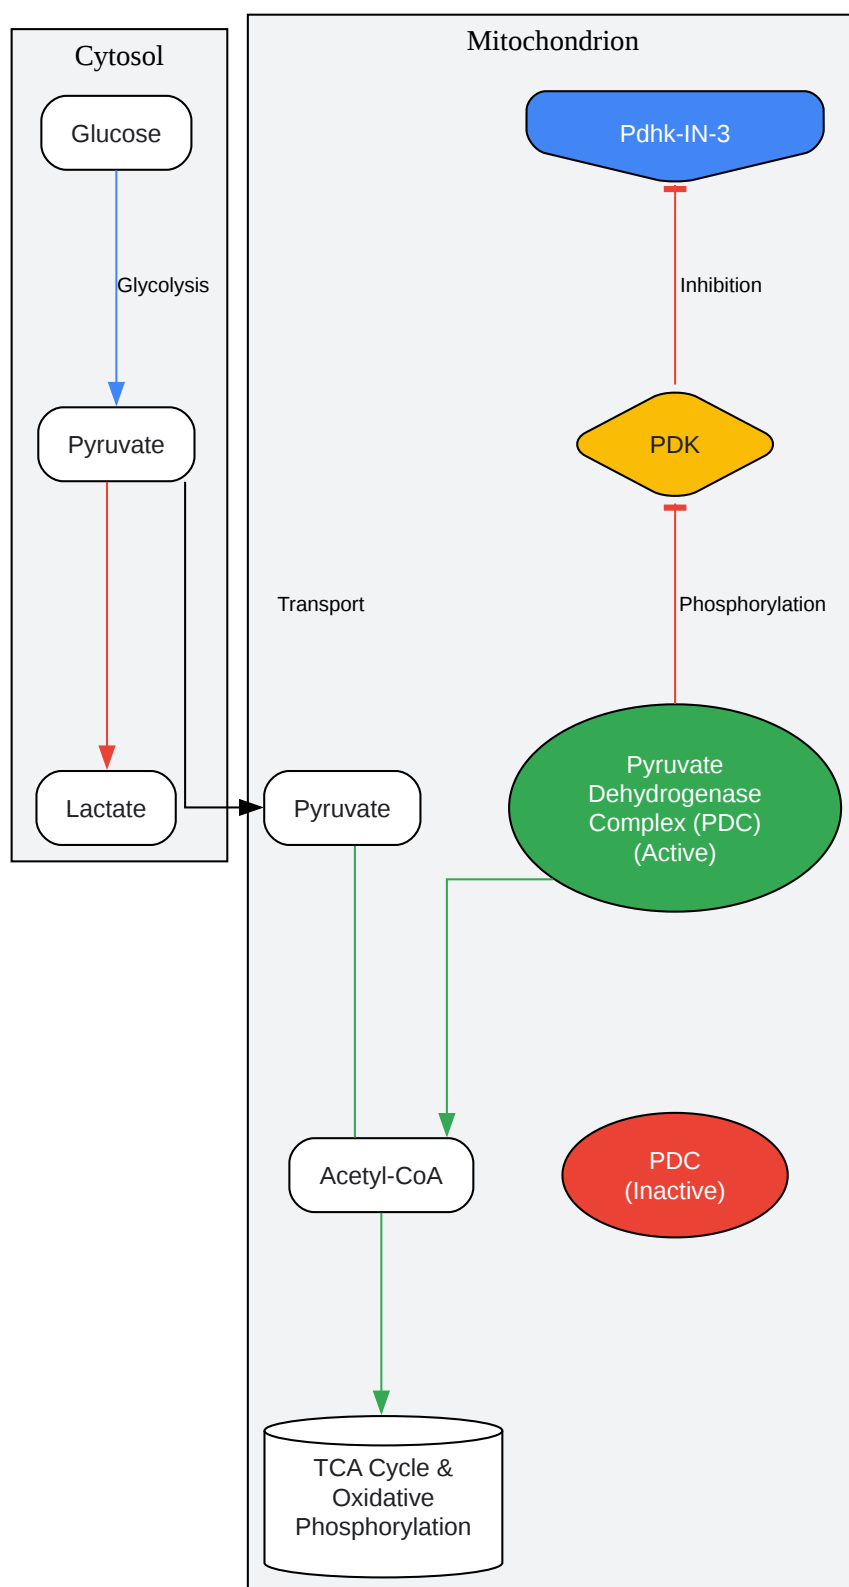 Cytosol
Mitochondrion
Glucose
Pdhk-IN-3
Glycolysis
Inhibition
Pyruvate
PDK
Transport
Phosphorylation
Lactate
Pyruvate
Pyruvate
Dehydrogenase
Complex (PDC)
(Active)
Acetyl-CoA
PDC
(Inactive)
TCA Cycle &
Oxidative
Phosphorylation